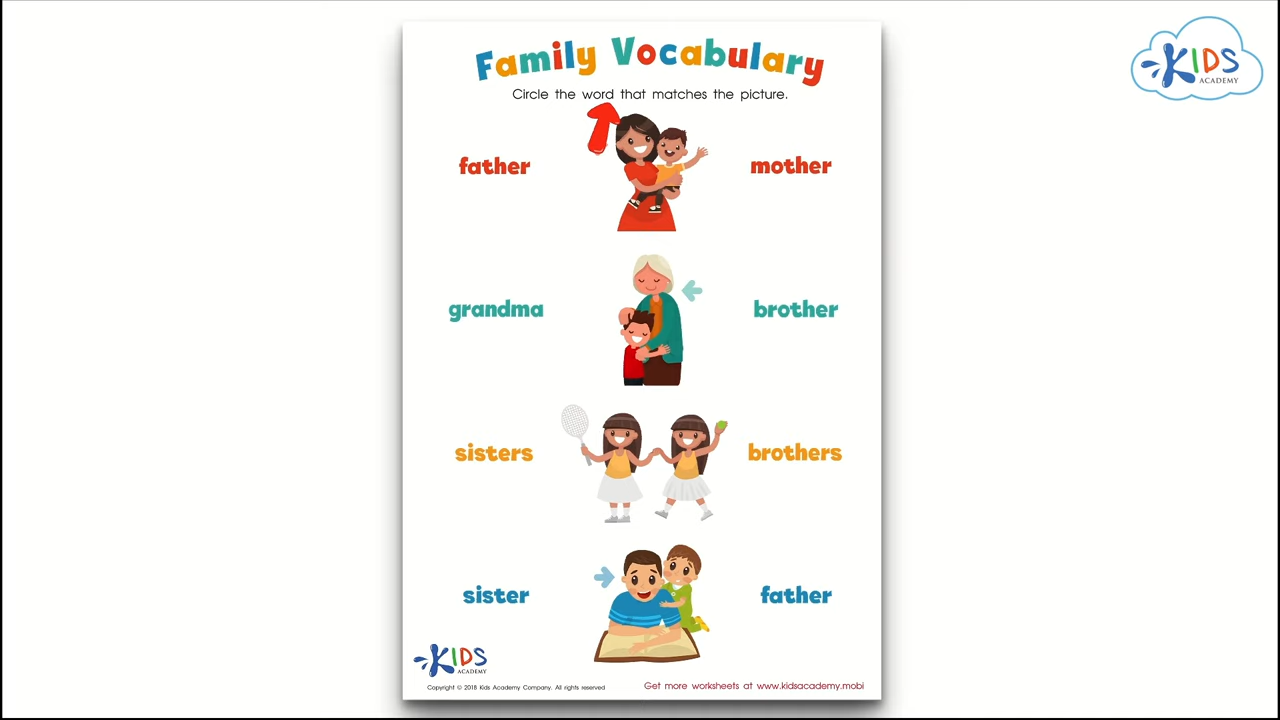 KIDS
ACADEMY
Family Vocabulary
Circle the word that matches the picture.
father mother
grandma brother
sisters brothers
sister father
KIDS
ACADEMY
Copyright © 2018 Kids Academy Company. All rights reserved
Get more worksheets at www.kidsacademy.mobi